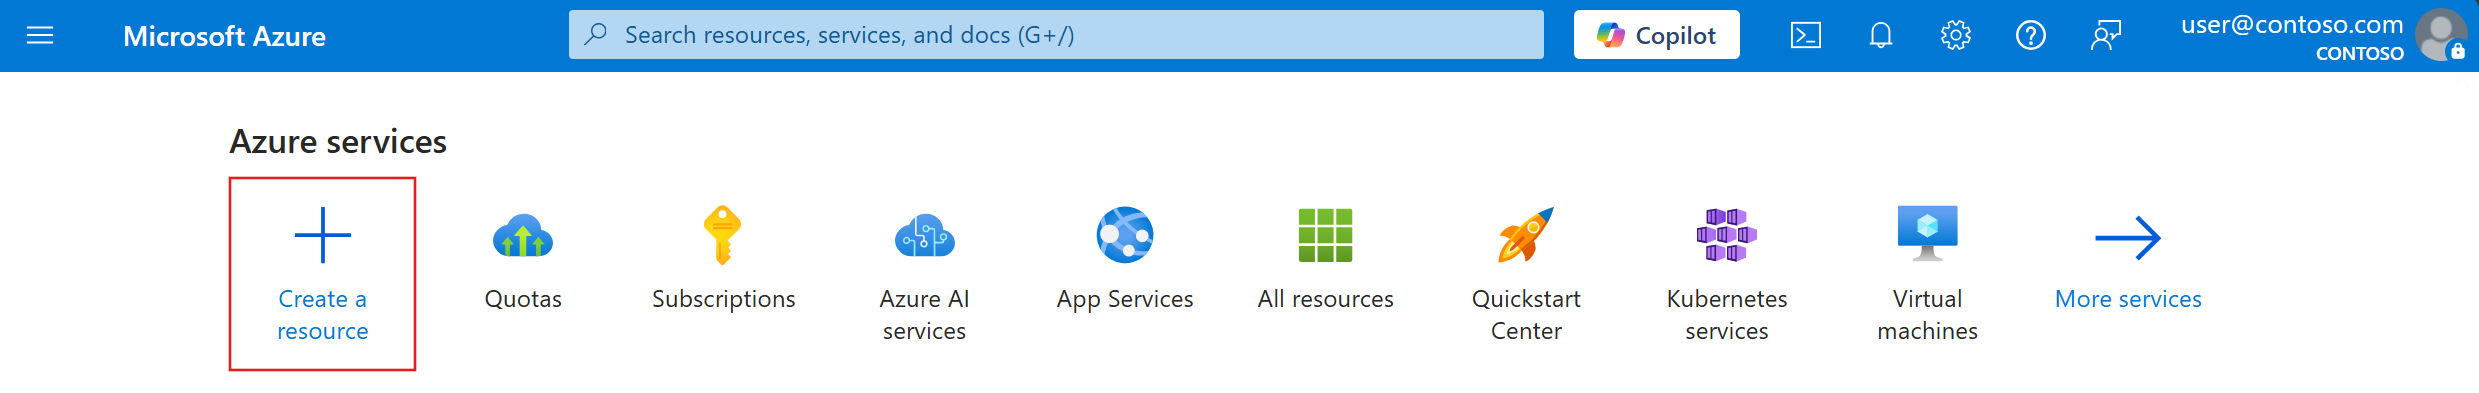 Microsoft Azure
Search resources, services, and docs (G+/)
Copilot
user@contoso.com
CONTOSO
Azure services
Create a
resource
Quotas
Subscriptions
Azure AI
services
App Services
All resources
Quickstart
Center
Kubernetes
services
Virtual
machines
More services